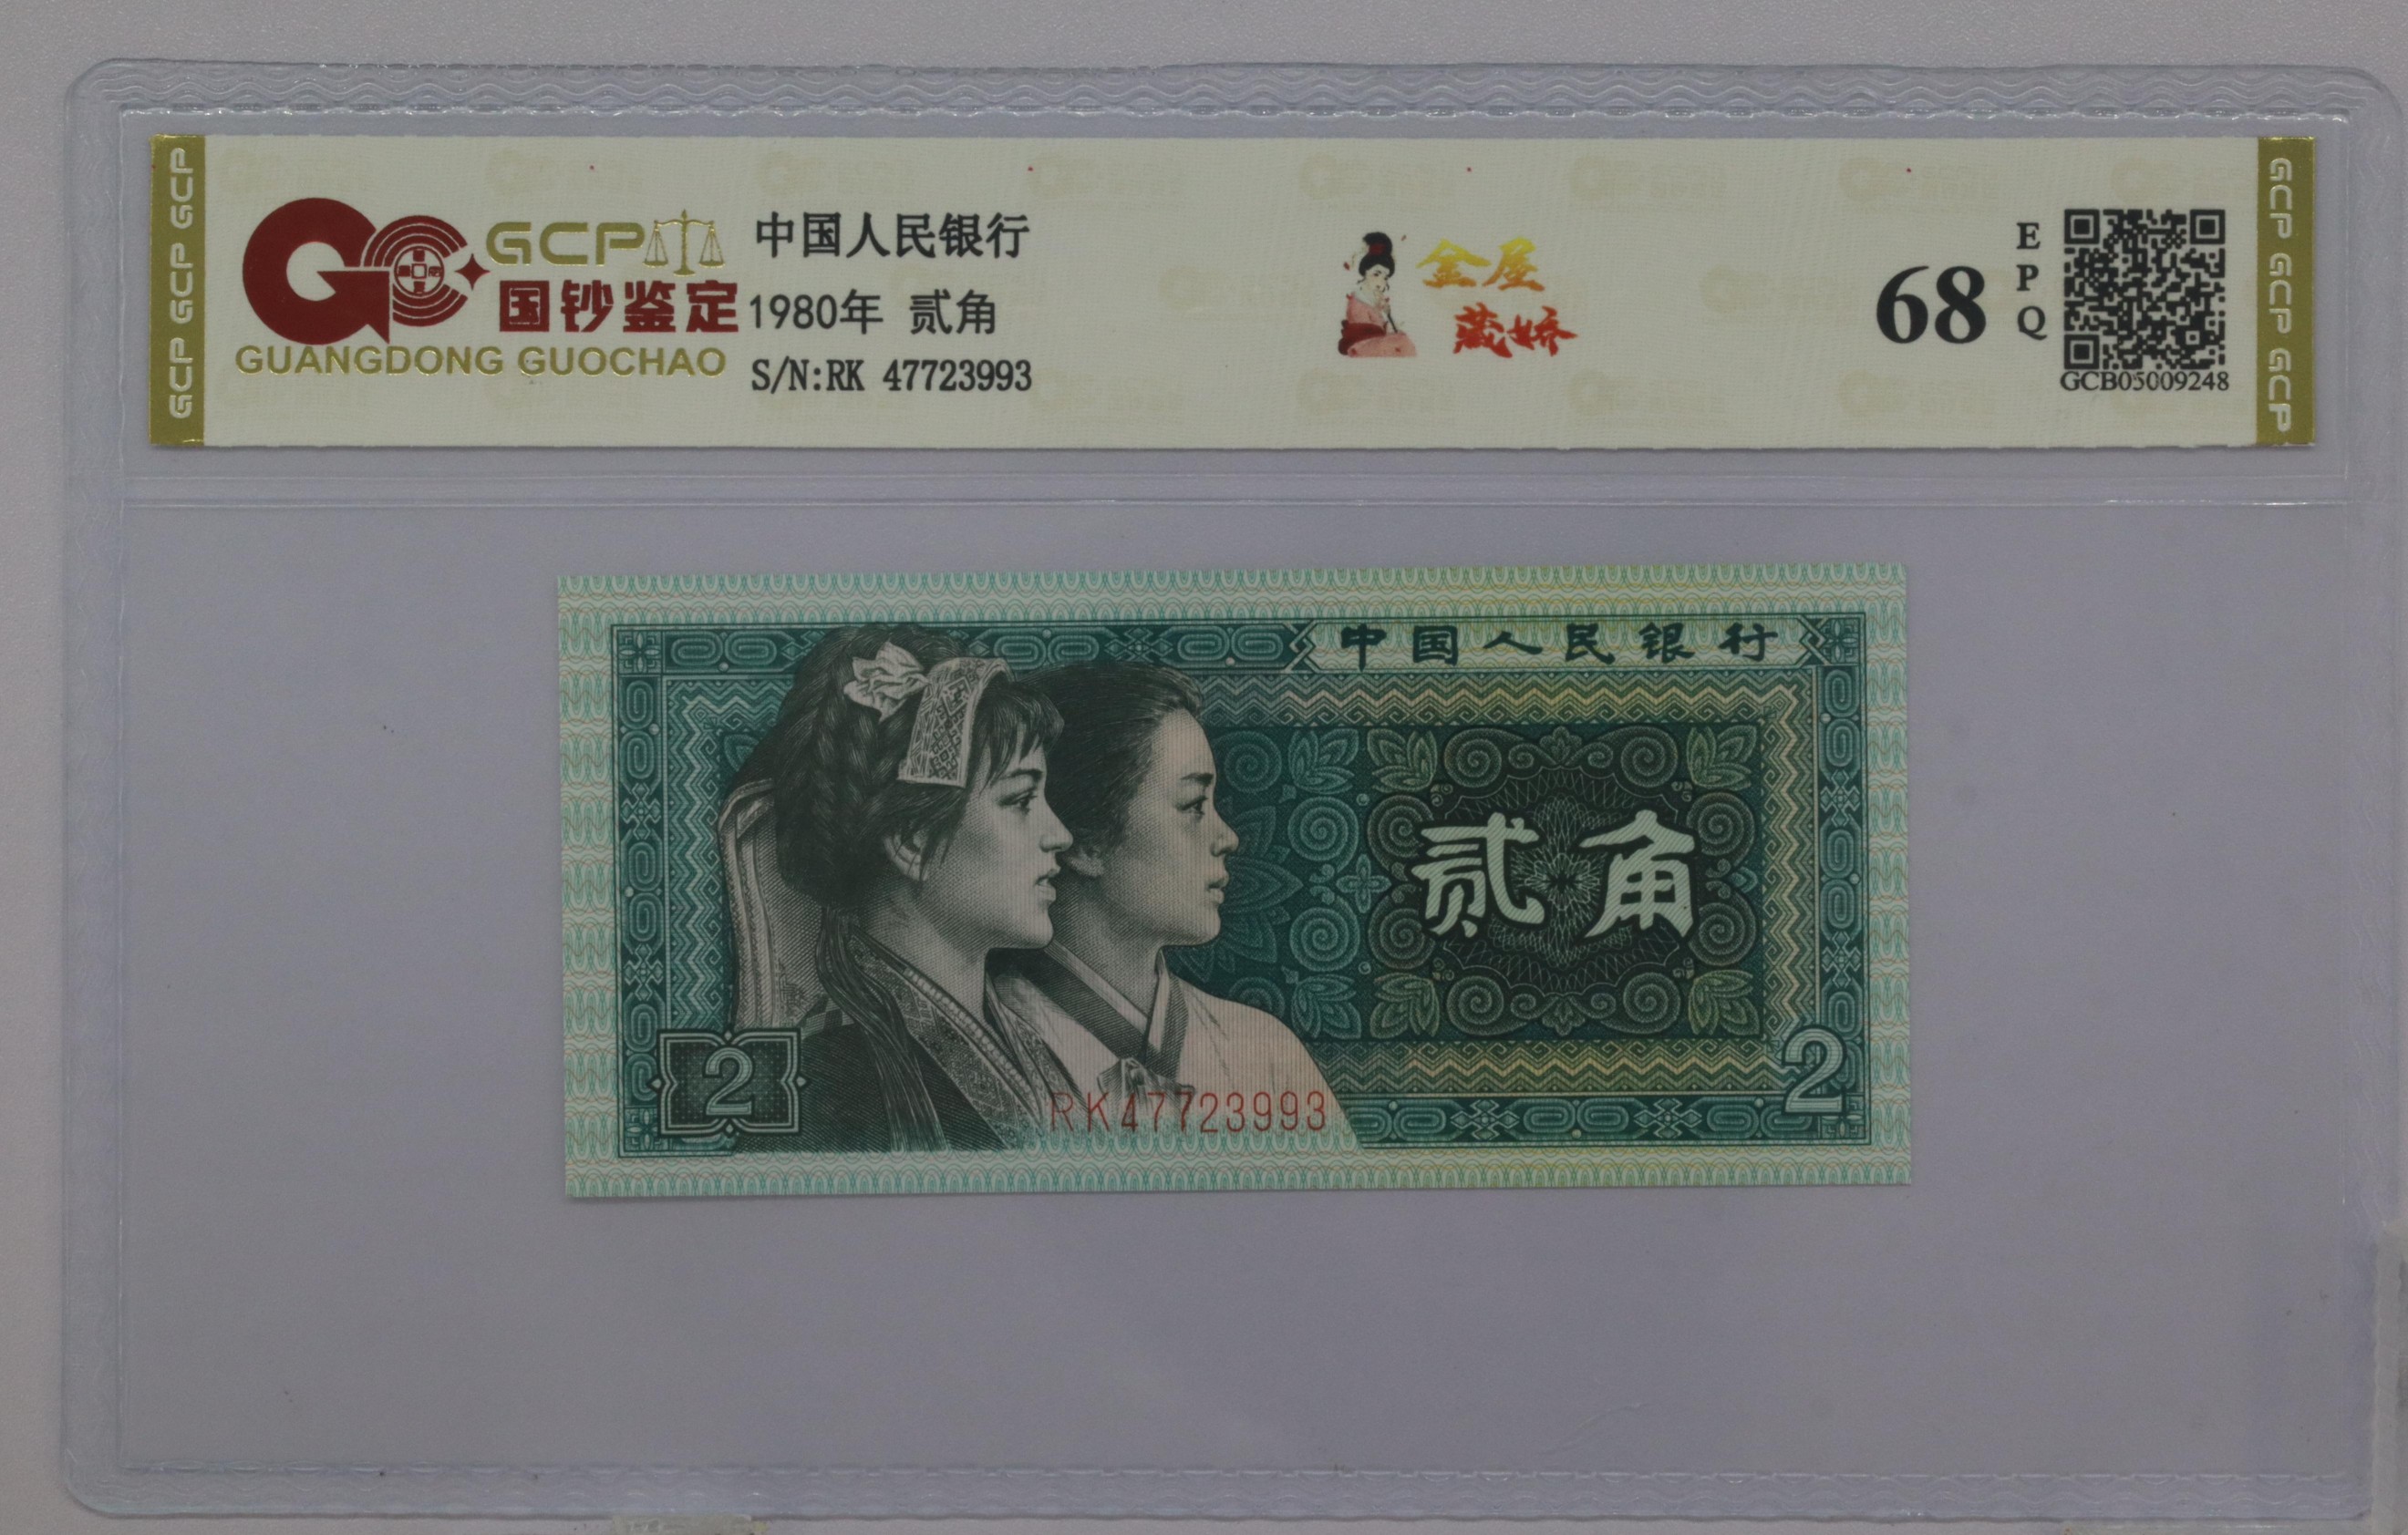 GCP GCP GCP
GCP
国钞鉴定
GUANGDONG GUOCHAO
中国人民银行
1980年 贰角
S/N:RK 47723993
金屋
藏娇
68
E
P
Q
GCB05009248
GCP GCP GCP
中国人民银行
贰角
2
RK47723993
2